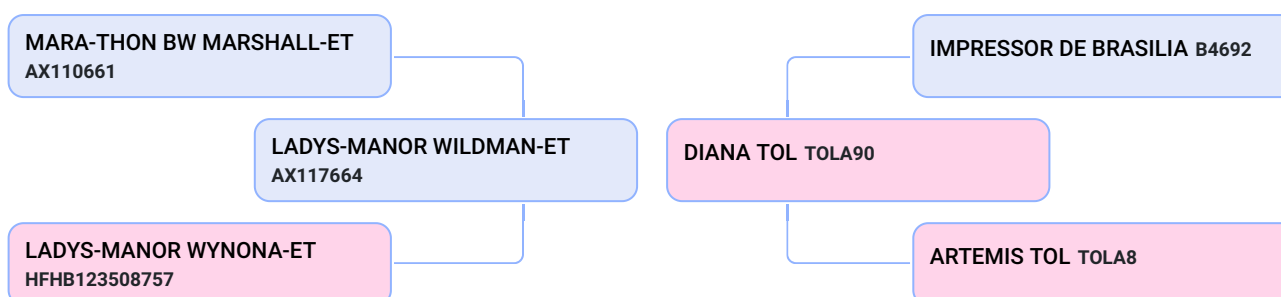 MARA-THON BW MARSHALL-ET
AX110661
IMPRESSOR DE BRASILIA B4692
LADYS-MANOR WILDMAN-ET
AX117664
DIANA TOL TOLA90
LADYS-MANOR WYNONA-ET
HFHB123508757
ARTEMIS TOL TOLA8